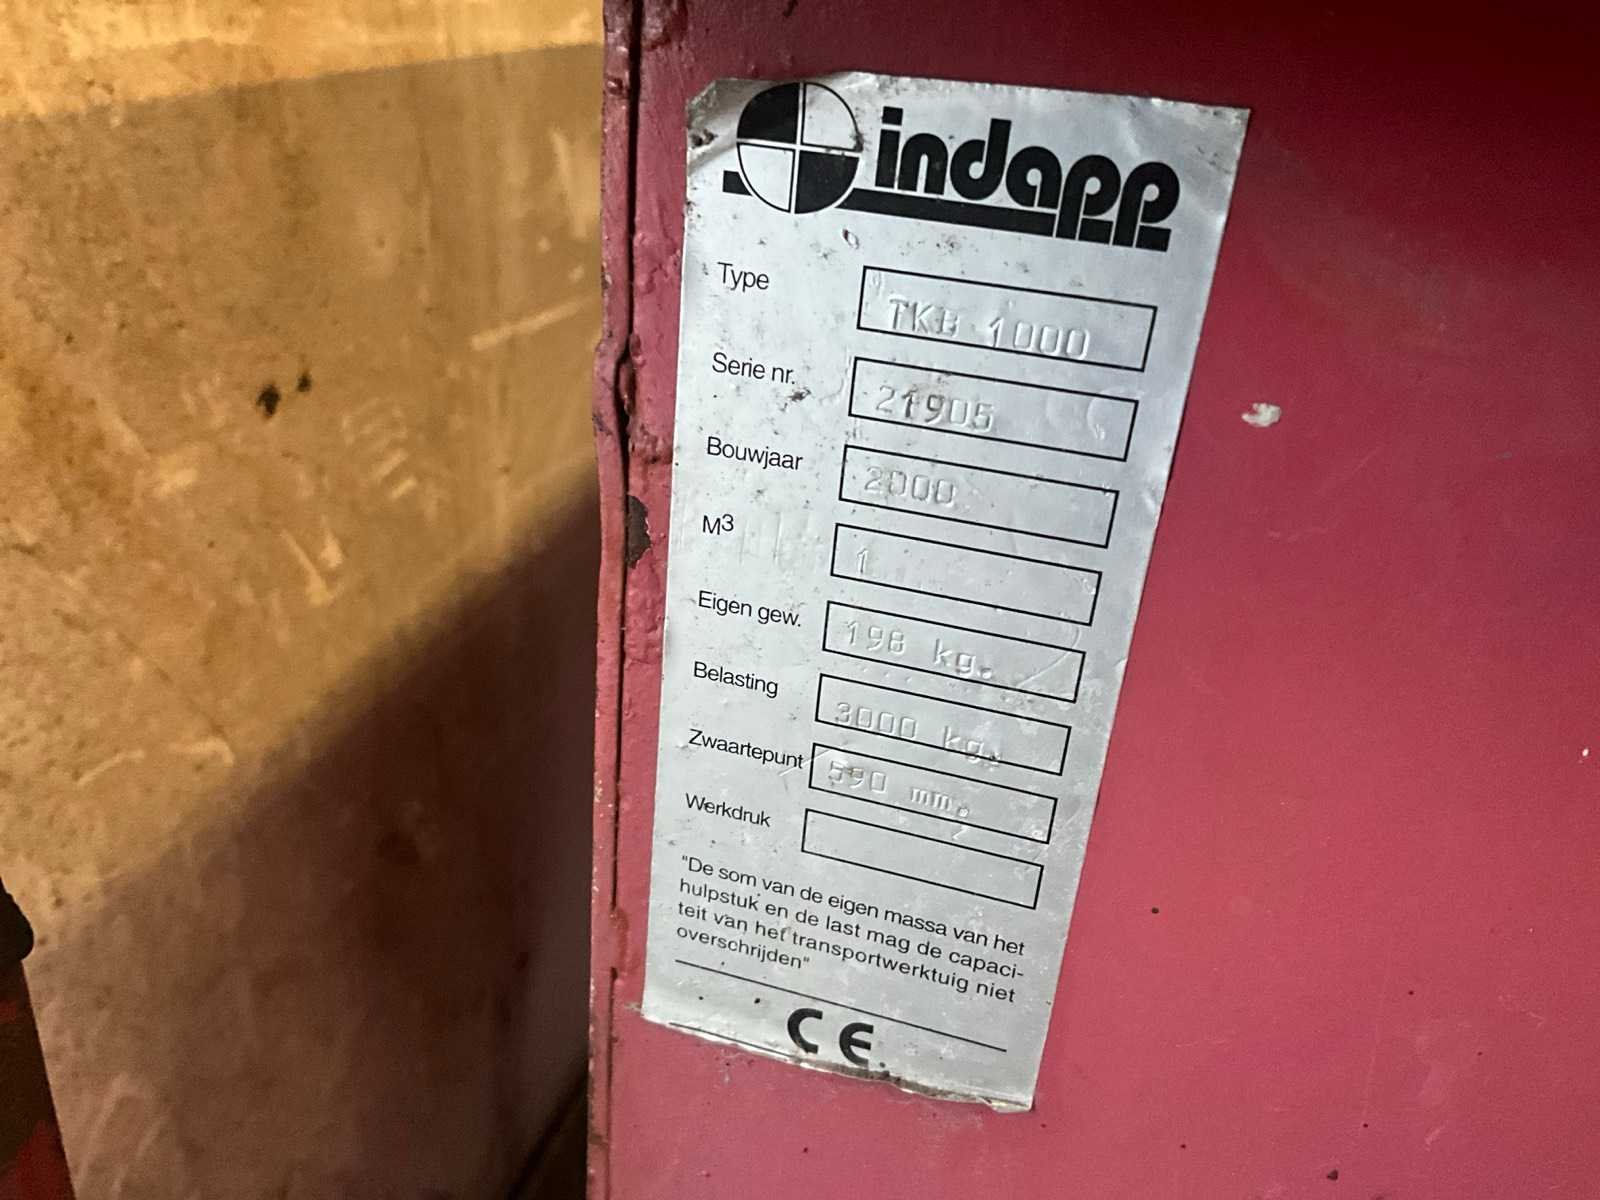 indapp
Type TKB 1000
Serie nr. 21905
Bouwjaar 2000
M³ 1
Eigen gew. 198 kg.
Belasting 3000 kg.
Zwaartepunt 590 mm.
Werkdruk
"De som van de eigen massa van het
hulpstuk en de last mag de capaci-
teit van het transportwerktuig niet
overschrijden"
CE